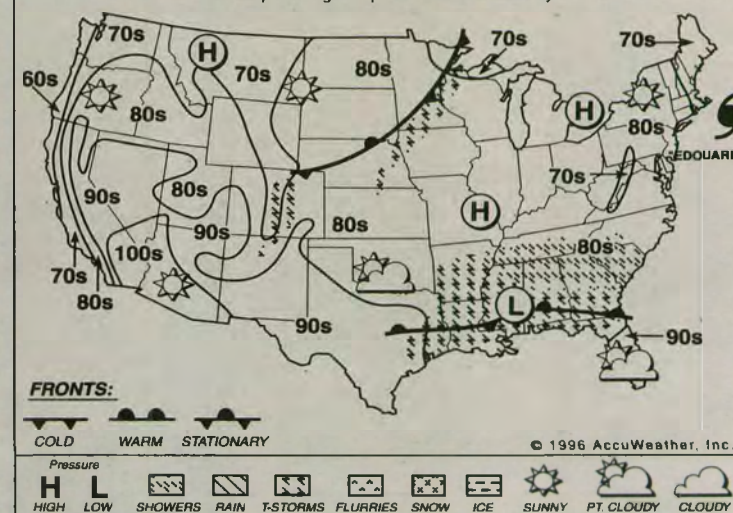 70s 70s 70s 70s
H
60s 80s
H
80s 80s
EDOUARD
80s 70s
90s
80s H
90s 80s 80s
100s
70s L
80s
90s 90s
FRONTS:
COLD WARM STATIONARY
© 1996 AccuWeather, Inc.
Pressure
H L
HIGH LOW SHOWERS RAIN T-STORMS FLURRIES SNOW ICE SUNNY PT. CLOUDY CLOUDY